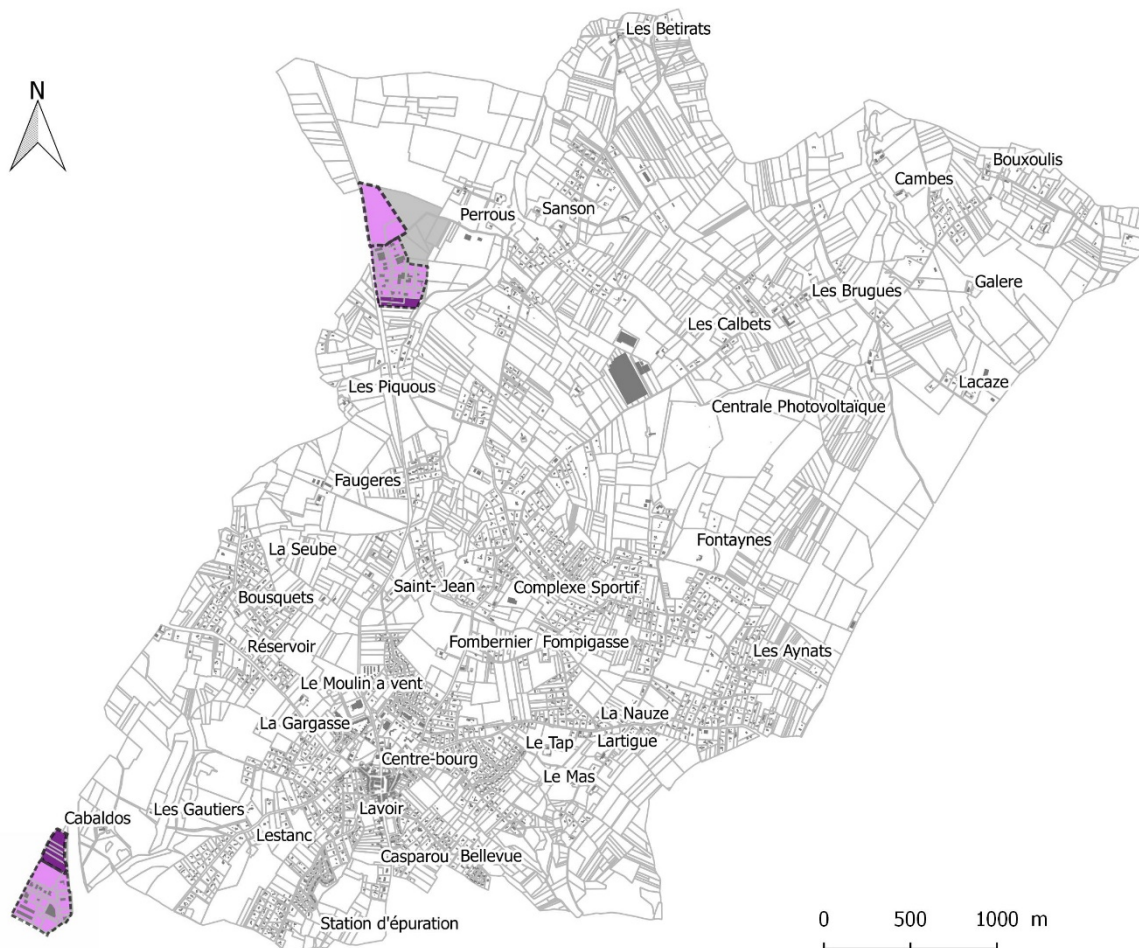 Les Betirats
N
Bouxoulis
Cambes
Perrous
Sanson
Galere
Les Brugues
Les Calbets
Les Piquous
Lacaze
Centrale Photovoltaïque
Faugeres
Fontaynes
La Seube
Saint- Jean
Complexe Sportif
Bousquets
Réservoir
Fombernier
Fompigasse
Les Aynats
Le Moulin a vent
La Gargasse
La Nauze
Le Tap
Lartigue
Centre-bourg
Le Mas
Cabaldos
Les Gautiers
Lavoir
Lestanc
Casparou
Bellevue
Station d'épuration
0 500 1000 m